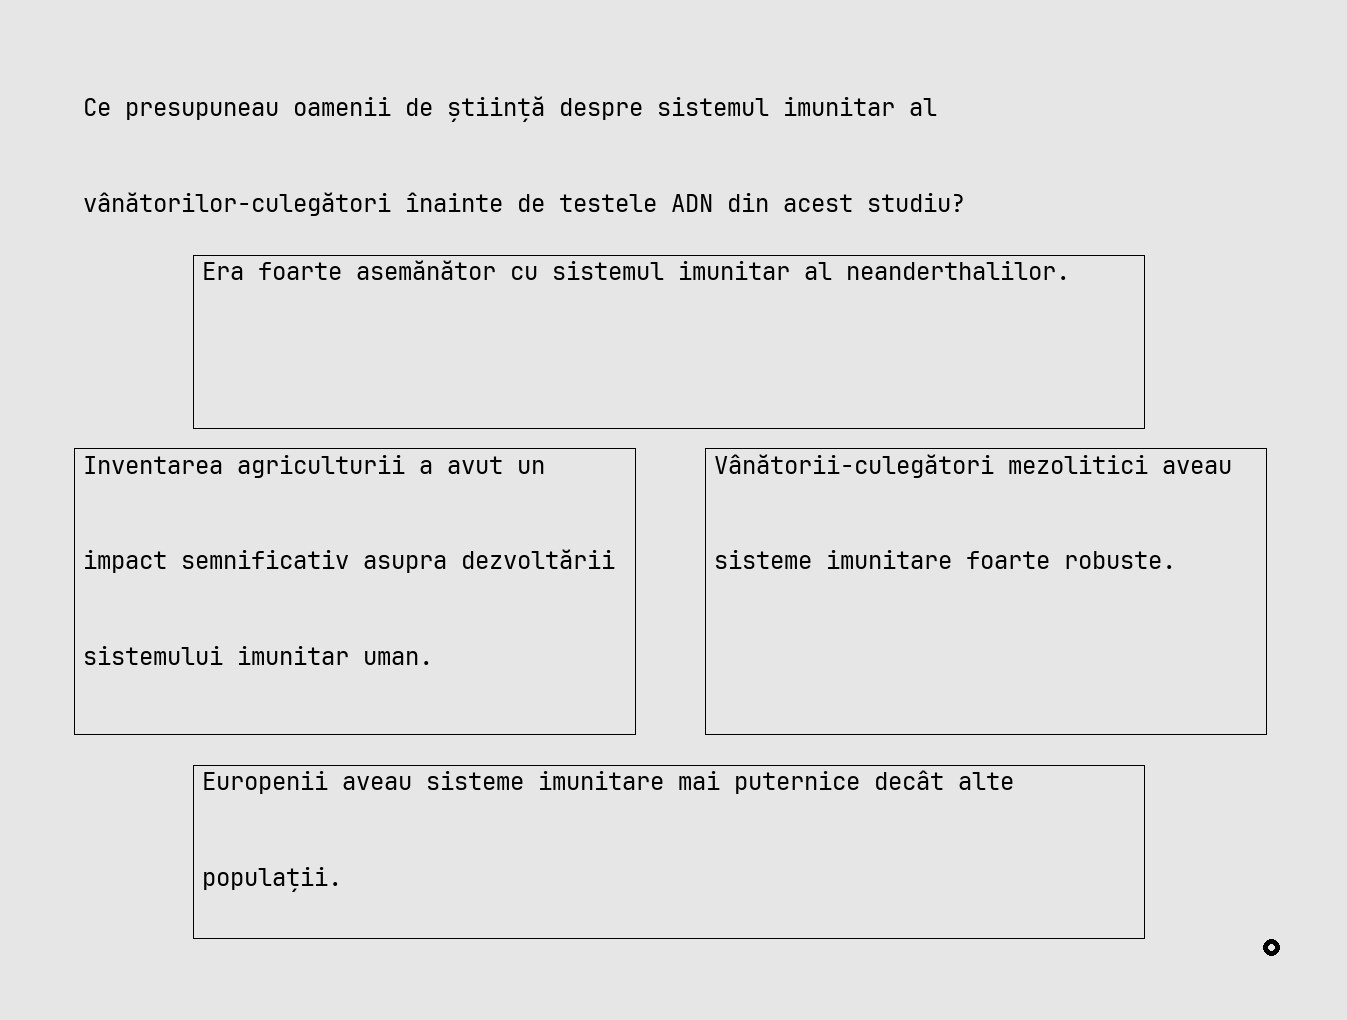 Ce presupuneau oamenii de știință despre sistemul imunitar al
vânătorilor-culegători înainte de testele ADN din acest studiu?
Era foarte asemănător cu sistemul imunitar al neanderthalilor.
Inventarea agriculturii a avut un
impact semnificativ asupra dezvoltării
sistemului imunitar uman.
Vânătorii-culegători mezolitici aveau
sisteme imunitare foarte robuste.
Europenii aveau sisteme imunitare mai puternice decât alte
populații.